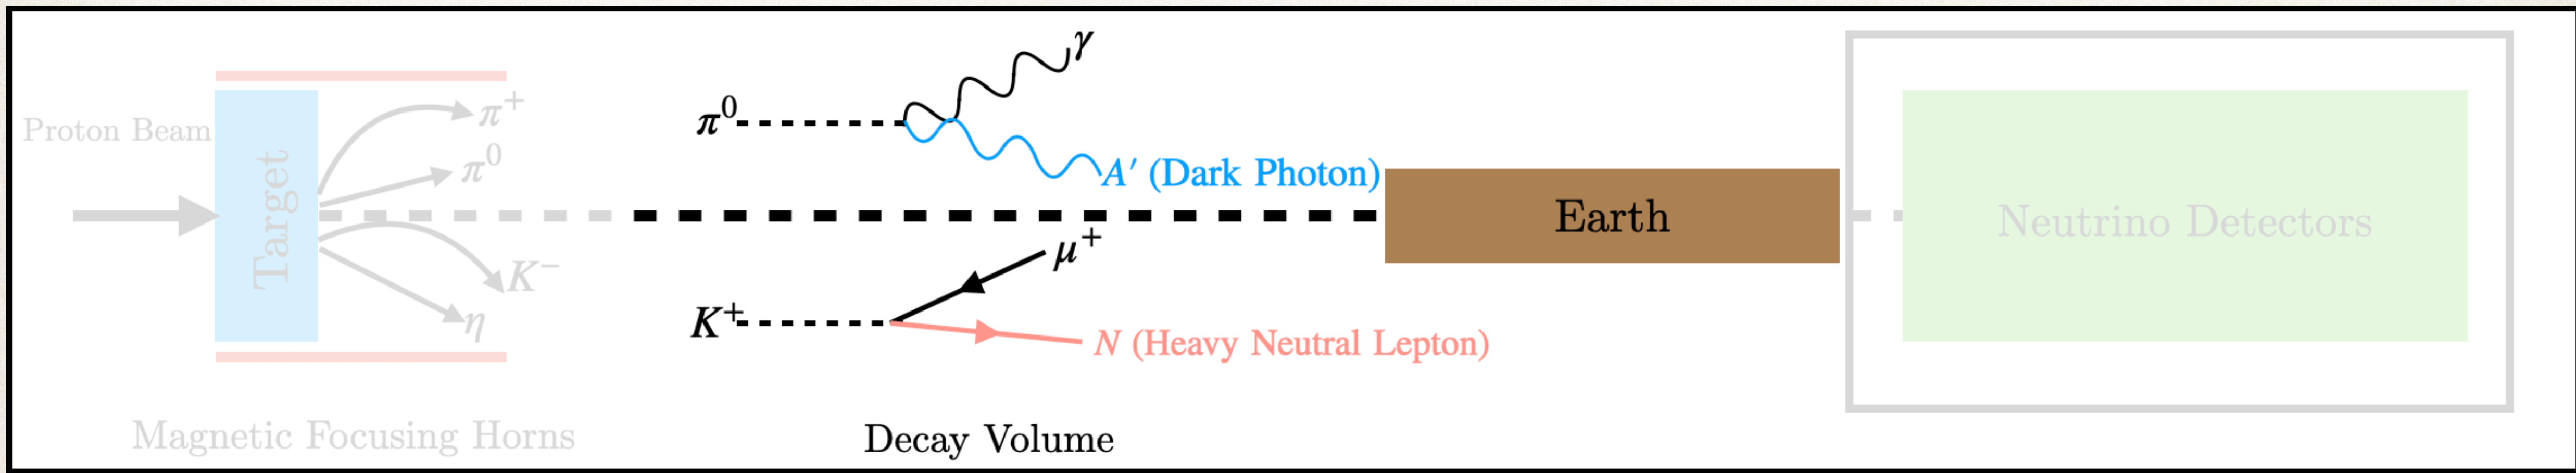 Proton Beam
Target
π⁺
π⁰
K⁻
η
Magnetic Focusing Horns
π⁰
γ
A′ (Dark Photon)
K⁺
μ⁺
N (Heavy Neutral Lepton)
Decay Volume
Earth
Neutrino Detectors